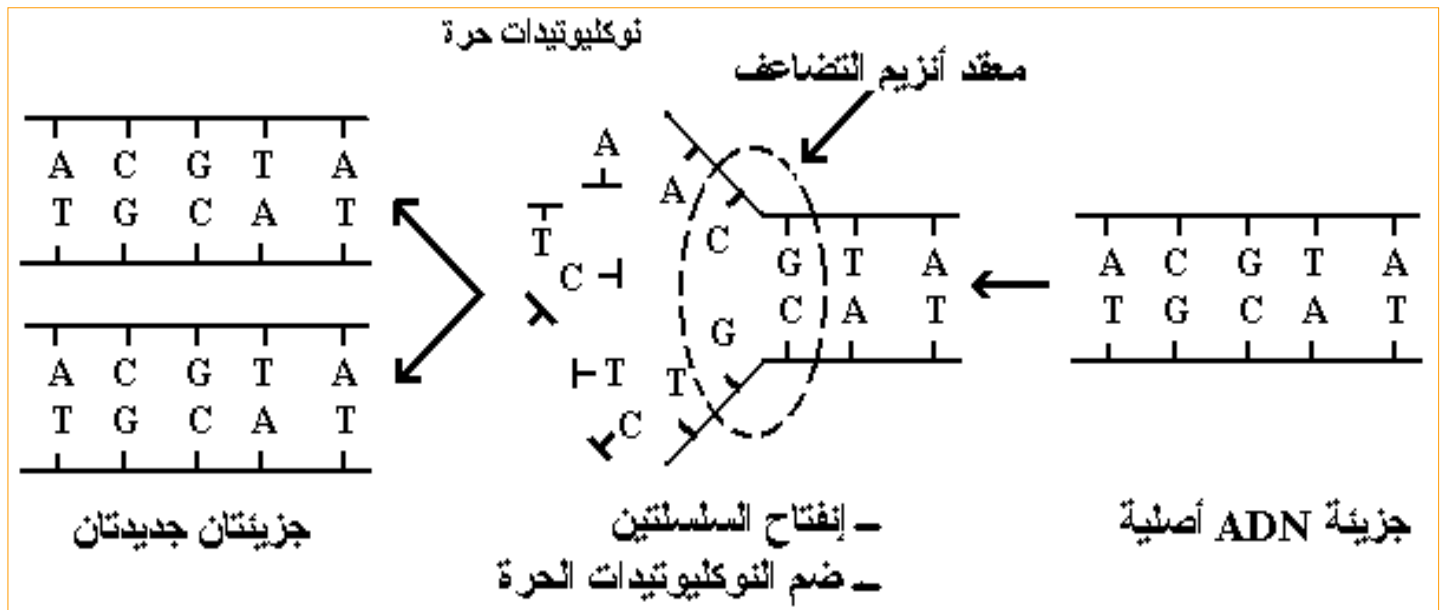 نوكليوتيدات حرة
معقد أنزيم التضاعف
A C G T A
T G C A T
A C G T A
T G C A T
A
T
C
T
C
A
C
G
T
G T A
C A T
A C G T A
T G C A T
جزيئة ADN أصلية
– إنفتاح السلسلتين
– ضم النوكليوتيدات الحرة
جزيئتان جديدتان